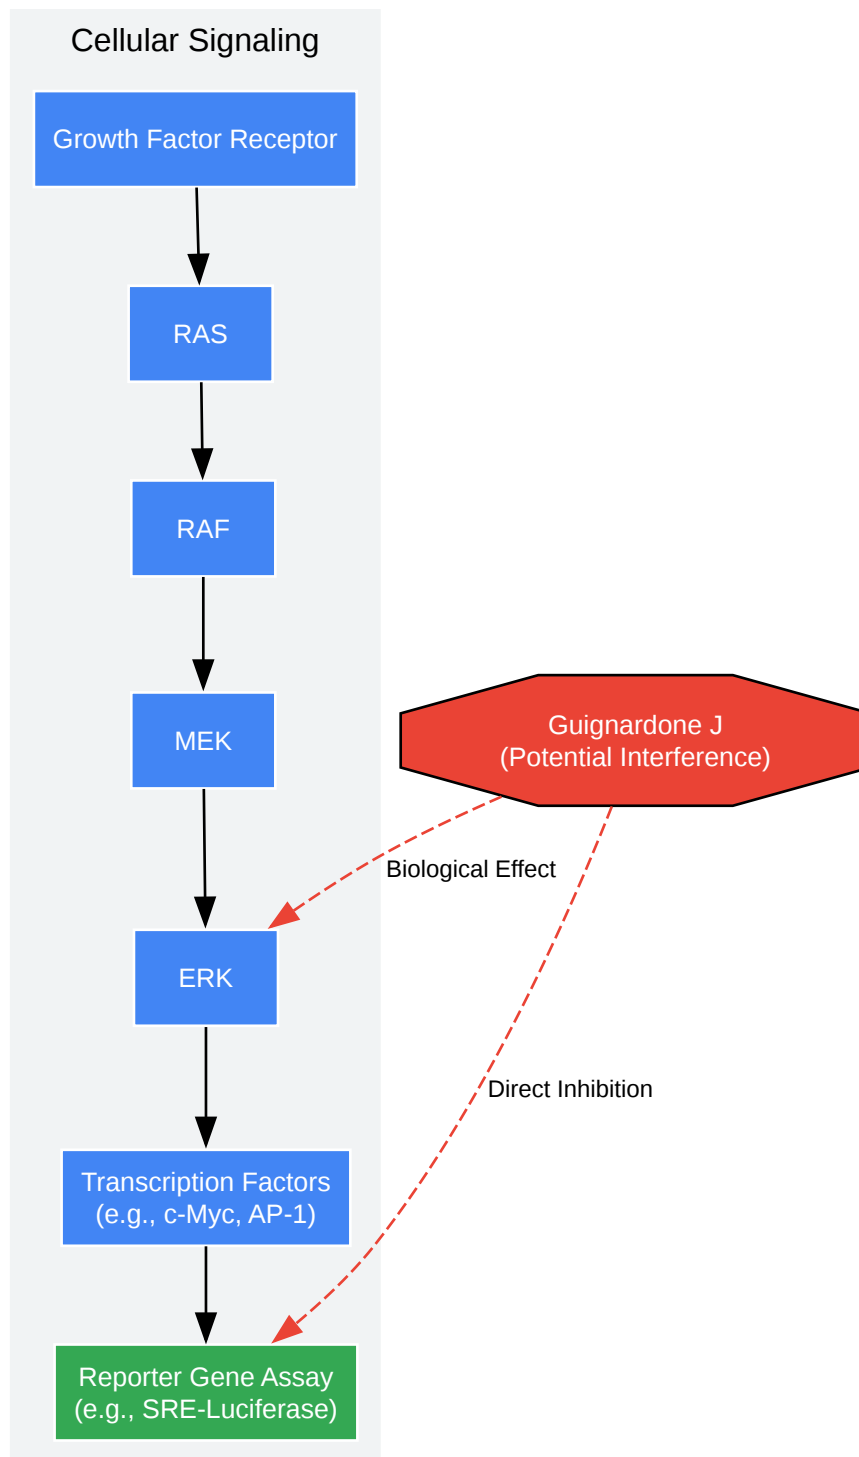 Cellular Signaling
Growth Factor Receptor
RAS
RAF
MEK
Guignardone J
(Potential Interference)
Biological Effect
ERK
Direct Inhibition
Transcription Factors
(e.g., c-Myc, AP-1)
Reporter Gene Assay
(e.g., SRE-Luciferase)